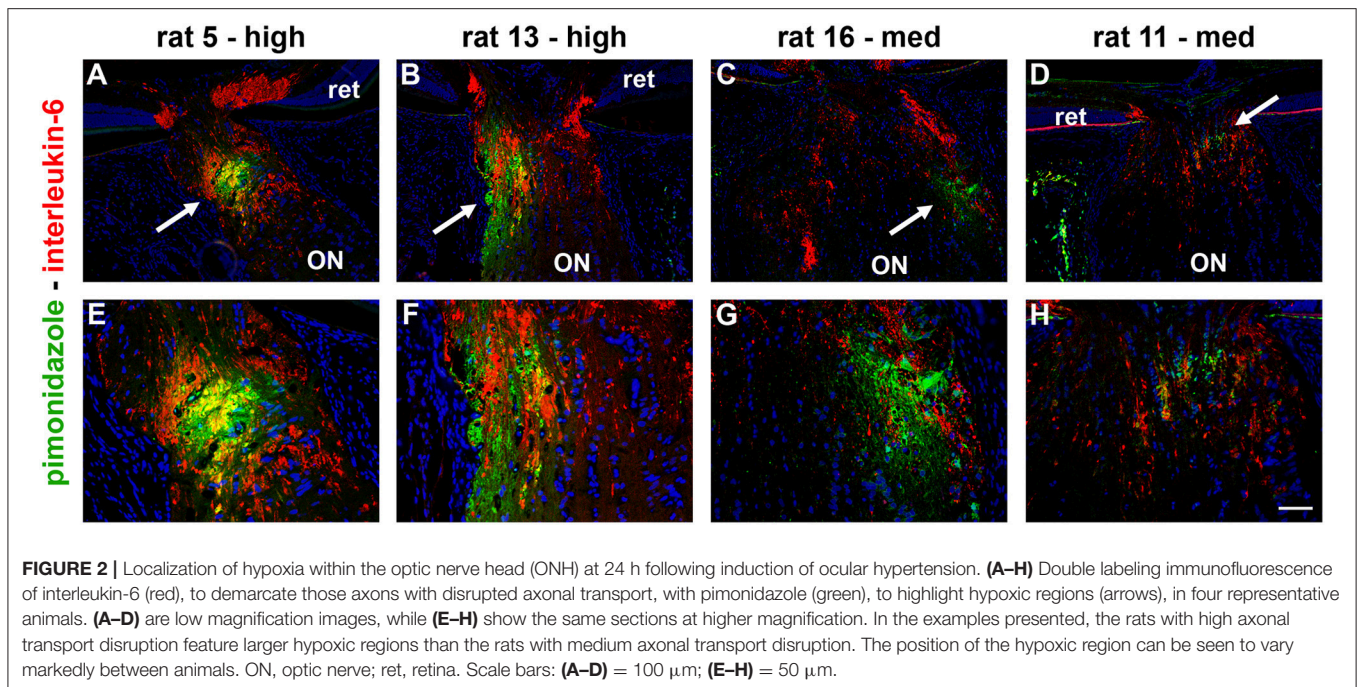 rat 5 - high
rat 13 - high
rat 16 - med
rat 11 - med
pimonidazole - interleukin-6
A
ret
ON
B
ret
ON
C
ON
D
ret
ON
E
F
G
H
FIGURE 2 | Localization of hypoxia within the optic nerve head (ONH) at 24 h following induction of ocular hypertension. (A–H) Double labeling immunofluorescence
of interleukin-6 (red), to demarcate those axons with disrupted axonal transport, with pimonidazole (green), to highlight hypoxic regions (arrows), in four representative
animals. (A–D) are low magnification images, while (E–H) show the same sections at higher magnification. In the examples presented, the rats with high axonal
transport disruption feature larger hypoxic regions than the rats with medium axonal transport disruption. The position of the hypoxic region can be seen to vary
markedly between animals. ON, optic nerve; ret, retina. Scale bars: (A–D) = 100 μm; (E–H) = 50 μm.